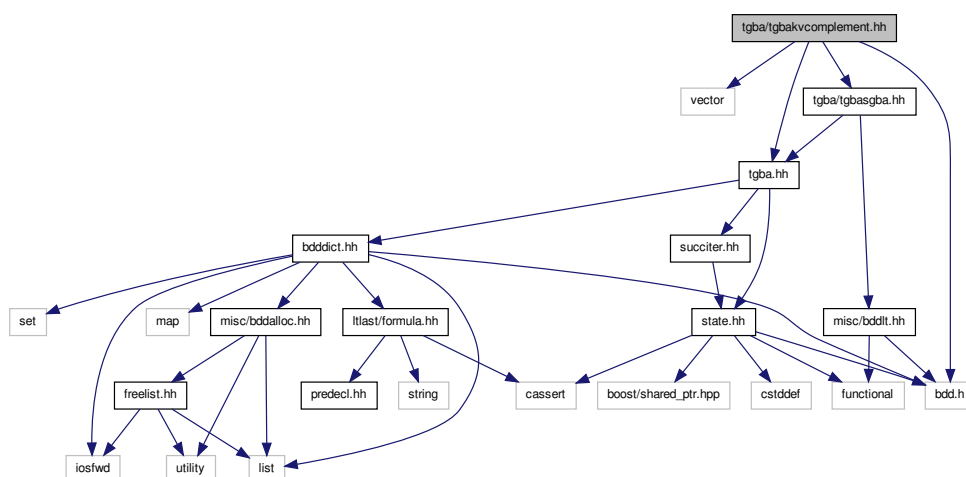 tgba/tgbakvcomplement.hh
vector
tgba/tgbasgba.hh
tgba.hh
bdddict.hh
succiter.hh
set
map
misc/bddalloc.hh
ltlast/formula.hh
state.hh
misc/bddlt.hh
freelist.hh
predecl.hh
string
cassert
boost/shared_ptr.hpp
cstddef
functional
bdd.h
iosfwd
utility
list